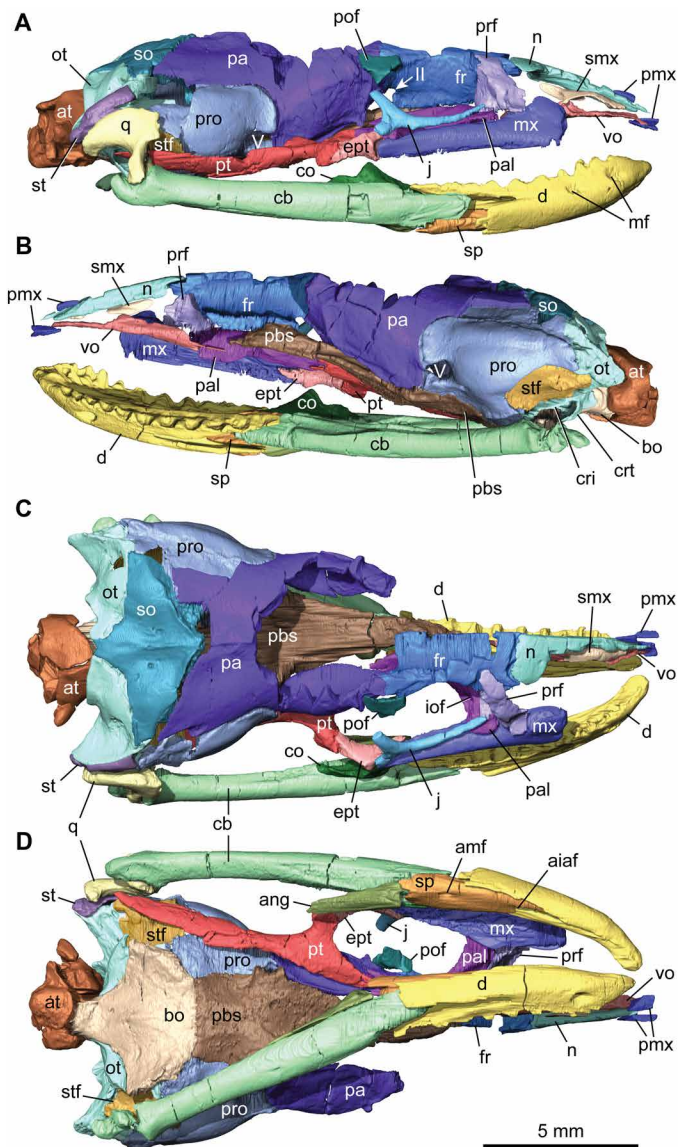 A
pof
prf
n
ot
so
pa
II
fr
smx
pmx
at
q
pro
V
mx
vo
stf
pt
ept
j
pal
st
co
cb
d
mf
sp
B
smx
prf
n
fr
pmx
so
pa
pbs
vo
mx
pro
V
ot
at
pal
stf
ept
co
pt
bo
d
cb
sp
cri
crt
pbs
C
pro
ot
d
smx
pmx
so
pbs
fr
n
pa
vo
at
iof
prf
pt
pof
mx
d
co
st
ept
j
pal
q
cb
D
amf
sp
aiaf
st
ang
mx
stf
ept
j
pt
pro
pof
pal
prf
at
d
vo
bo
pbs
pmx
ot
fr
n
stf
pa
pro
5 mm